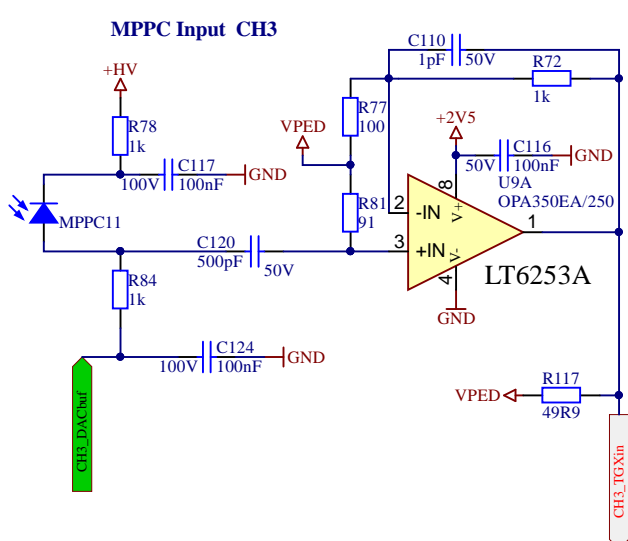 MPPC Input  CH3
+HV
R78
1k
C117
100V
100nF
GND
MPPC11
C120
500pF
50V
R84
1k
C124
100V
100nF
GND
CH3_DACbuf
C110
1pF
50V
R72
1k
R77
100
VPED
R81
91
+2V5
C116
50V
100nF
GND
U9A
OPA350EA/250
2
-IN
3
+IN
8
V+
V-
4
1
LT6253A
GND
VPED
R117
49R9
CH3_TGXin